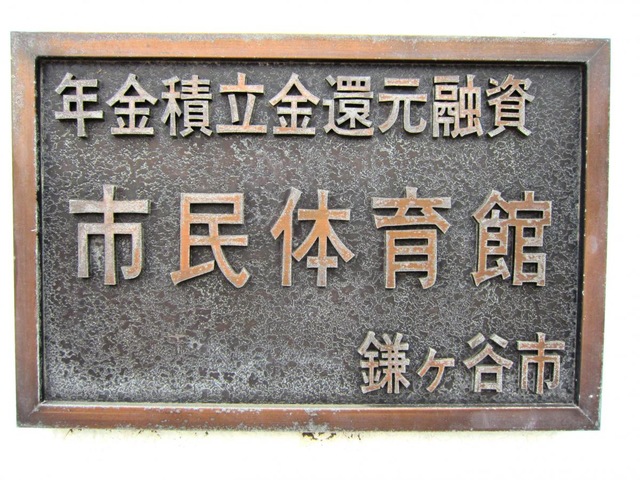 年金積立金還元融資
市民体育館
鎌ヶ谷市